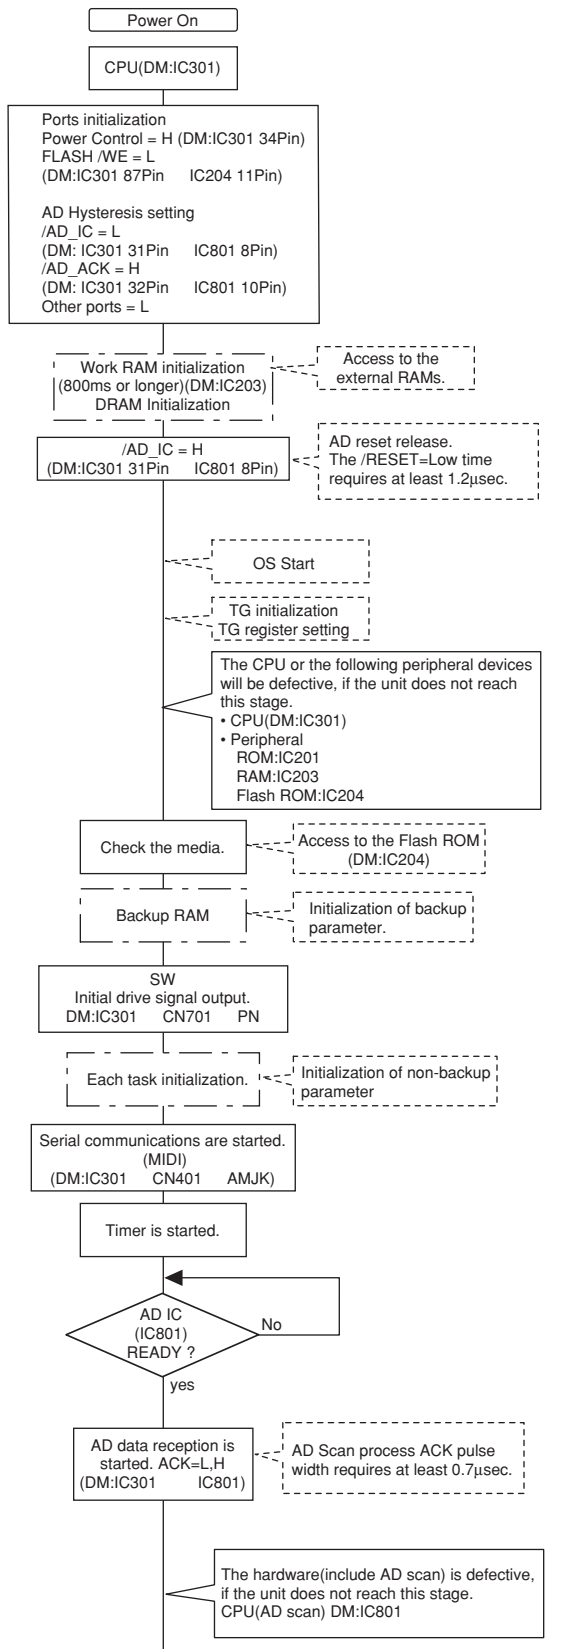 Power On
CPU(DM:IC301)
Ports initialization
Power Control = H (DM:IC301 34Pin)
FLASH /WE = L
(DM:IC301 87Pin IC204 11Pin)
AD Hysteresis setting
/AD_IC = L
(DM: IC301 31Pin IC801 8Pin)
/AD_ACK = H
(DM: IC301 32Pin IC801 10Pin)
Other ports = L
Work RAM initialization
(800ms or longer)(DM:IC203)
DRAM Initialization
Access to the
external RAMs.
/AD_IC = H
(DM:IC301 31Pin IC801 8Pin)
AD reset release.
The /RESET=Low time
requires at least 1.2μsec.
OS Start
TG initialization
TG register setting
The CPU or the following peripheral devices
will be defective, if the unit does not reach
this stage.
• CPU(DM:IC301)
• Peripheral
ROM:IC201
RAM:IC203
Flash ROM:IC204
Check the media.
Access to the Flash ROM
(DM:IC204)
Backup RAM
Initialization of backup
parameter.
SW
Initial drive signal output.
DM:IC301 CN701 PN
Each task initialization.
Initialization of non-backup
parameter
Serial communications are started.
(MIDI)
(DM:IC301 CN401 AMJK)
Timer is started.
AD IC
(IC801)
READY ?
No
yes
AD data reception is
started. ACK=L,H
(DM:IC301 IC801)
AD Scan process ACK pulse
width requires at least 0.7μsec.
The hardware(include AD scan) is defective,
if the unit does not reach this stage.
CPU(AD scan) DM:IC801